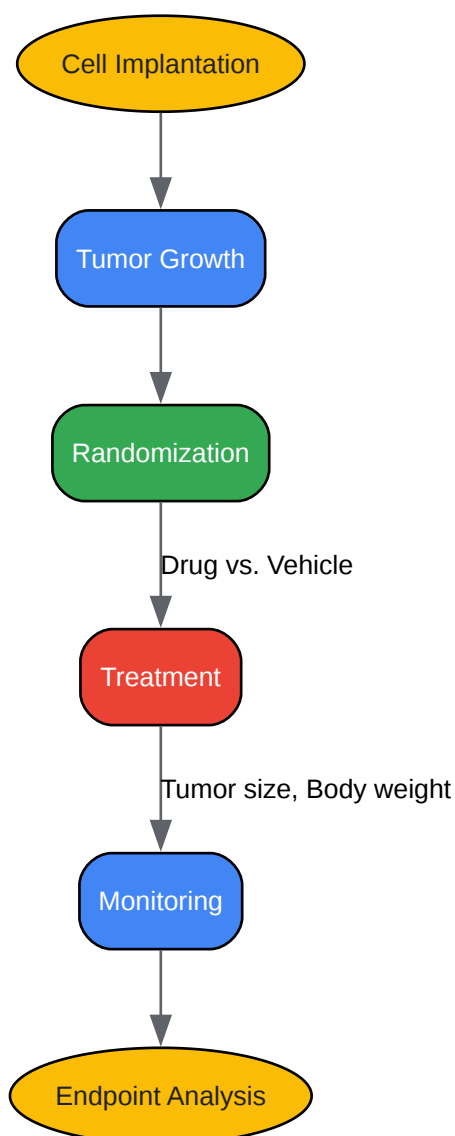 Cell Implantation
Tumor Growth
Randomization
Drug vs. Vehicle
Treatment
Tumor size, Body weight
Monitoring
Endpoint Analysis